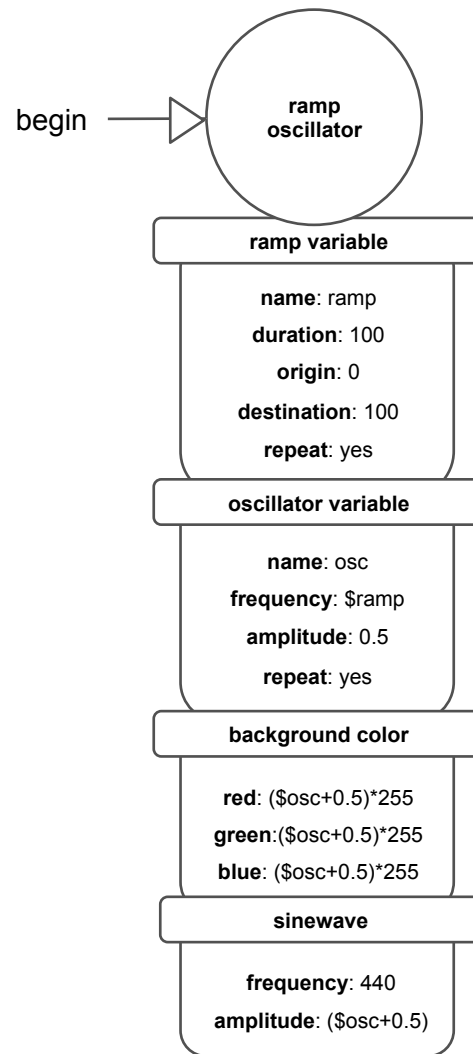 begin
ramp
oscillator
ramp variable
name: ramp
duration: 100
origin: 0
destination: 100
repeat: yes
oscillator variable
name: osc
frequency: $ramp
amplitude: 0.5
repeat: yes
background color
red: ($osc+0.5)*255
green:($osc+0.5)*255
blue: ($osc+0.5)*255
sinewave
frequency: 440
amplitude: ($osc+0.5)